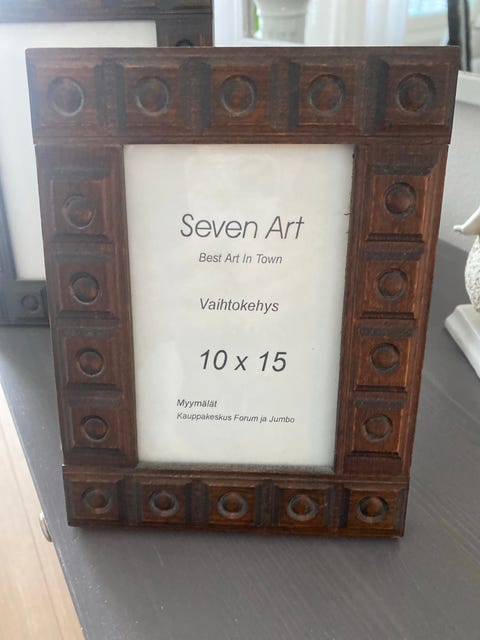 Seven Art
Best Art In Town
Vaihtokehys
10 x 15
Myymälät
Kauppakeskus Forum ja Jumbo